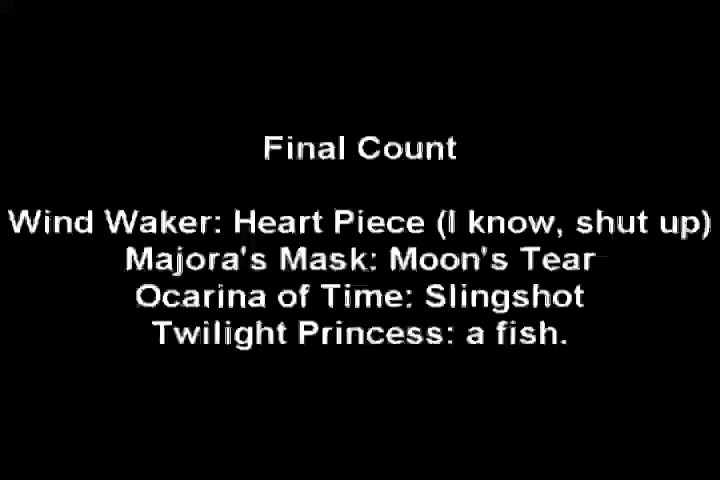 Final Count
Wind Waker: Heart Piece (I know, shut up)
Majora's Mask: Moon's Tear
Ocarina of Time: Slingshot
Twilight Princess: a fish.